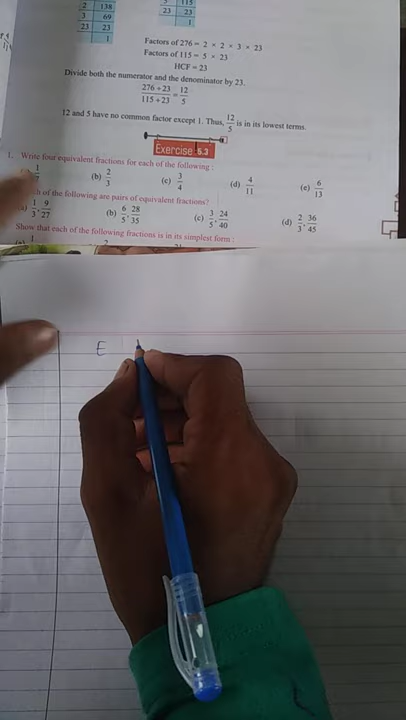 2 138
3 69
23 23
1
5 115
23 23
1
Factors of 276 = 2 × 2 × 3 × 23
Factors of 115 = 5 × 23
HCF = 23
Divide both the numerator and the denominator by 23.
276 ÷ 23 / 115 ÷ 23 = 12/5
12 and 5 have no common factor except 1. Thus, 12/5 is in its lowest terms.
Exercise 5.3
1. Write four equivalent fractions for each of the following :
1/7 (b) 2/3 (c) 3/4 (d) 4/11 (e) 6/13
of the following are pairs of equivalent fractions?
1/3, 9/27 (b) 6/5, 28/35 (c) 3/5, 24/40 (d) 2/3, 36/45
Show that each of the following fractions is in its simplest form :
E